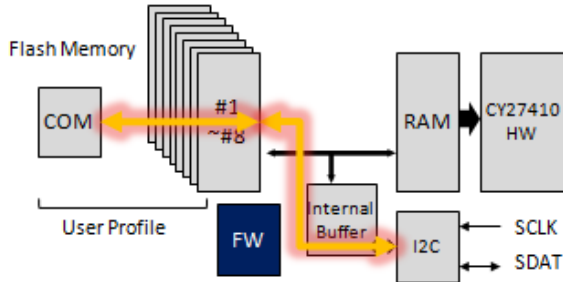 Flash Memory
COM
#1
~#8
User Profile
FW
Internal
Buffer
RAM
CY27410
HW
I2C
SCLK
SDAT